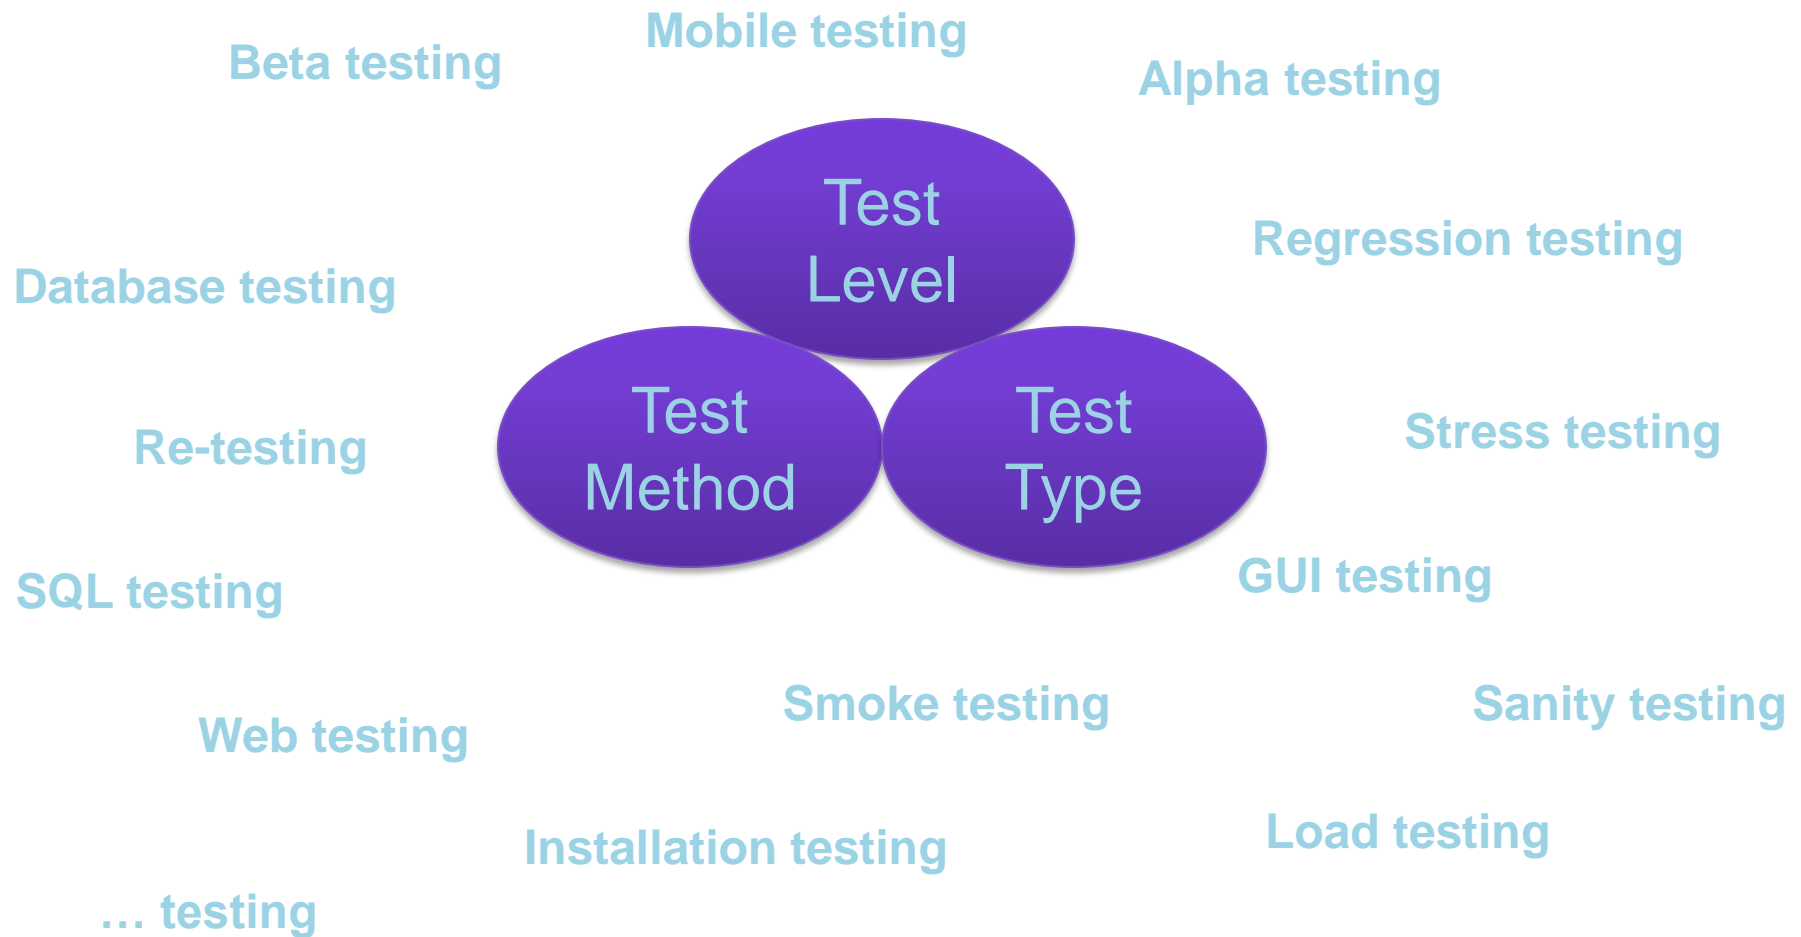 Mobile testing
Beta testing
Alpha testing
Test
Level
Regression testing
Database testing
Test
Method
Test
Type
Re-testing
Stress testing
SQL testing
GUI testing
Smoke testing
Sanity testing
Web testing
Installation testing
Load testing
... testing